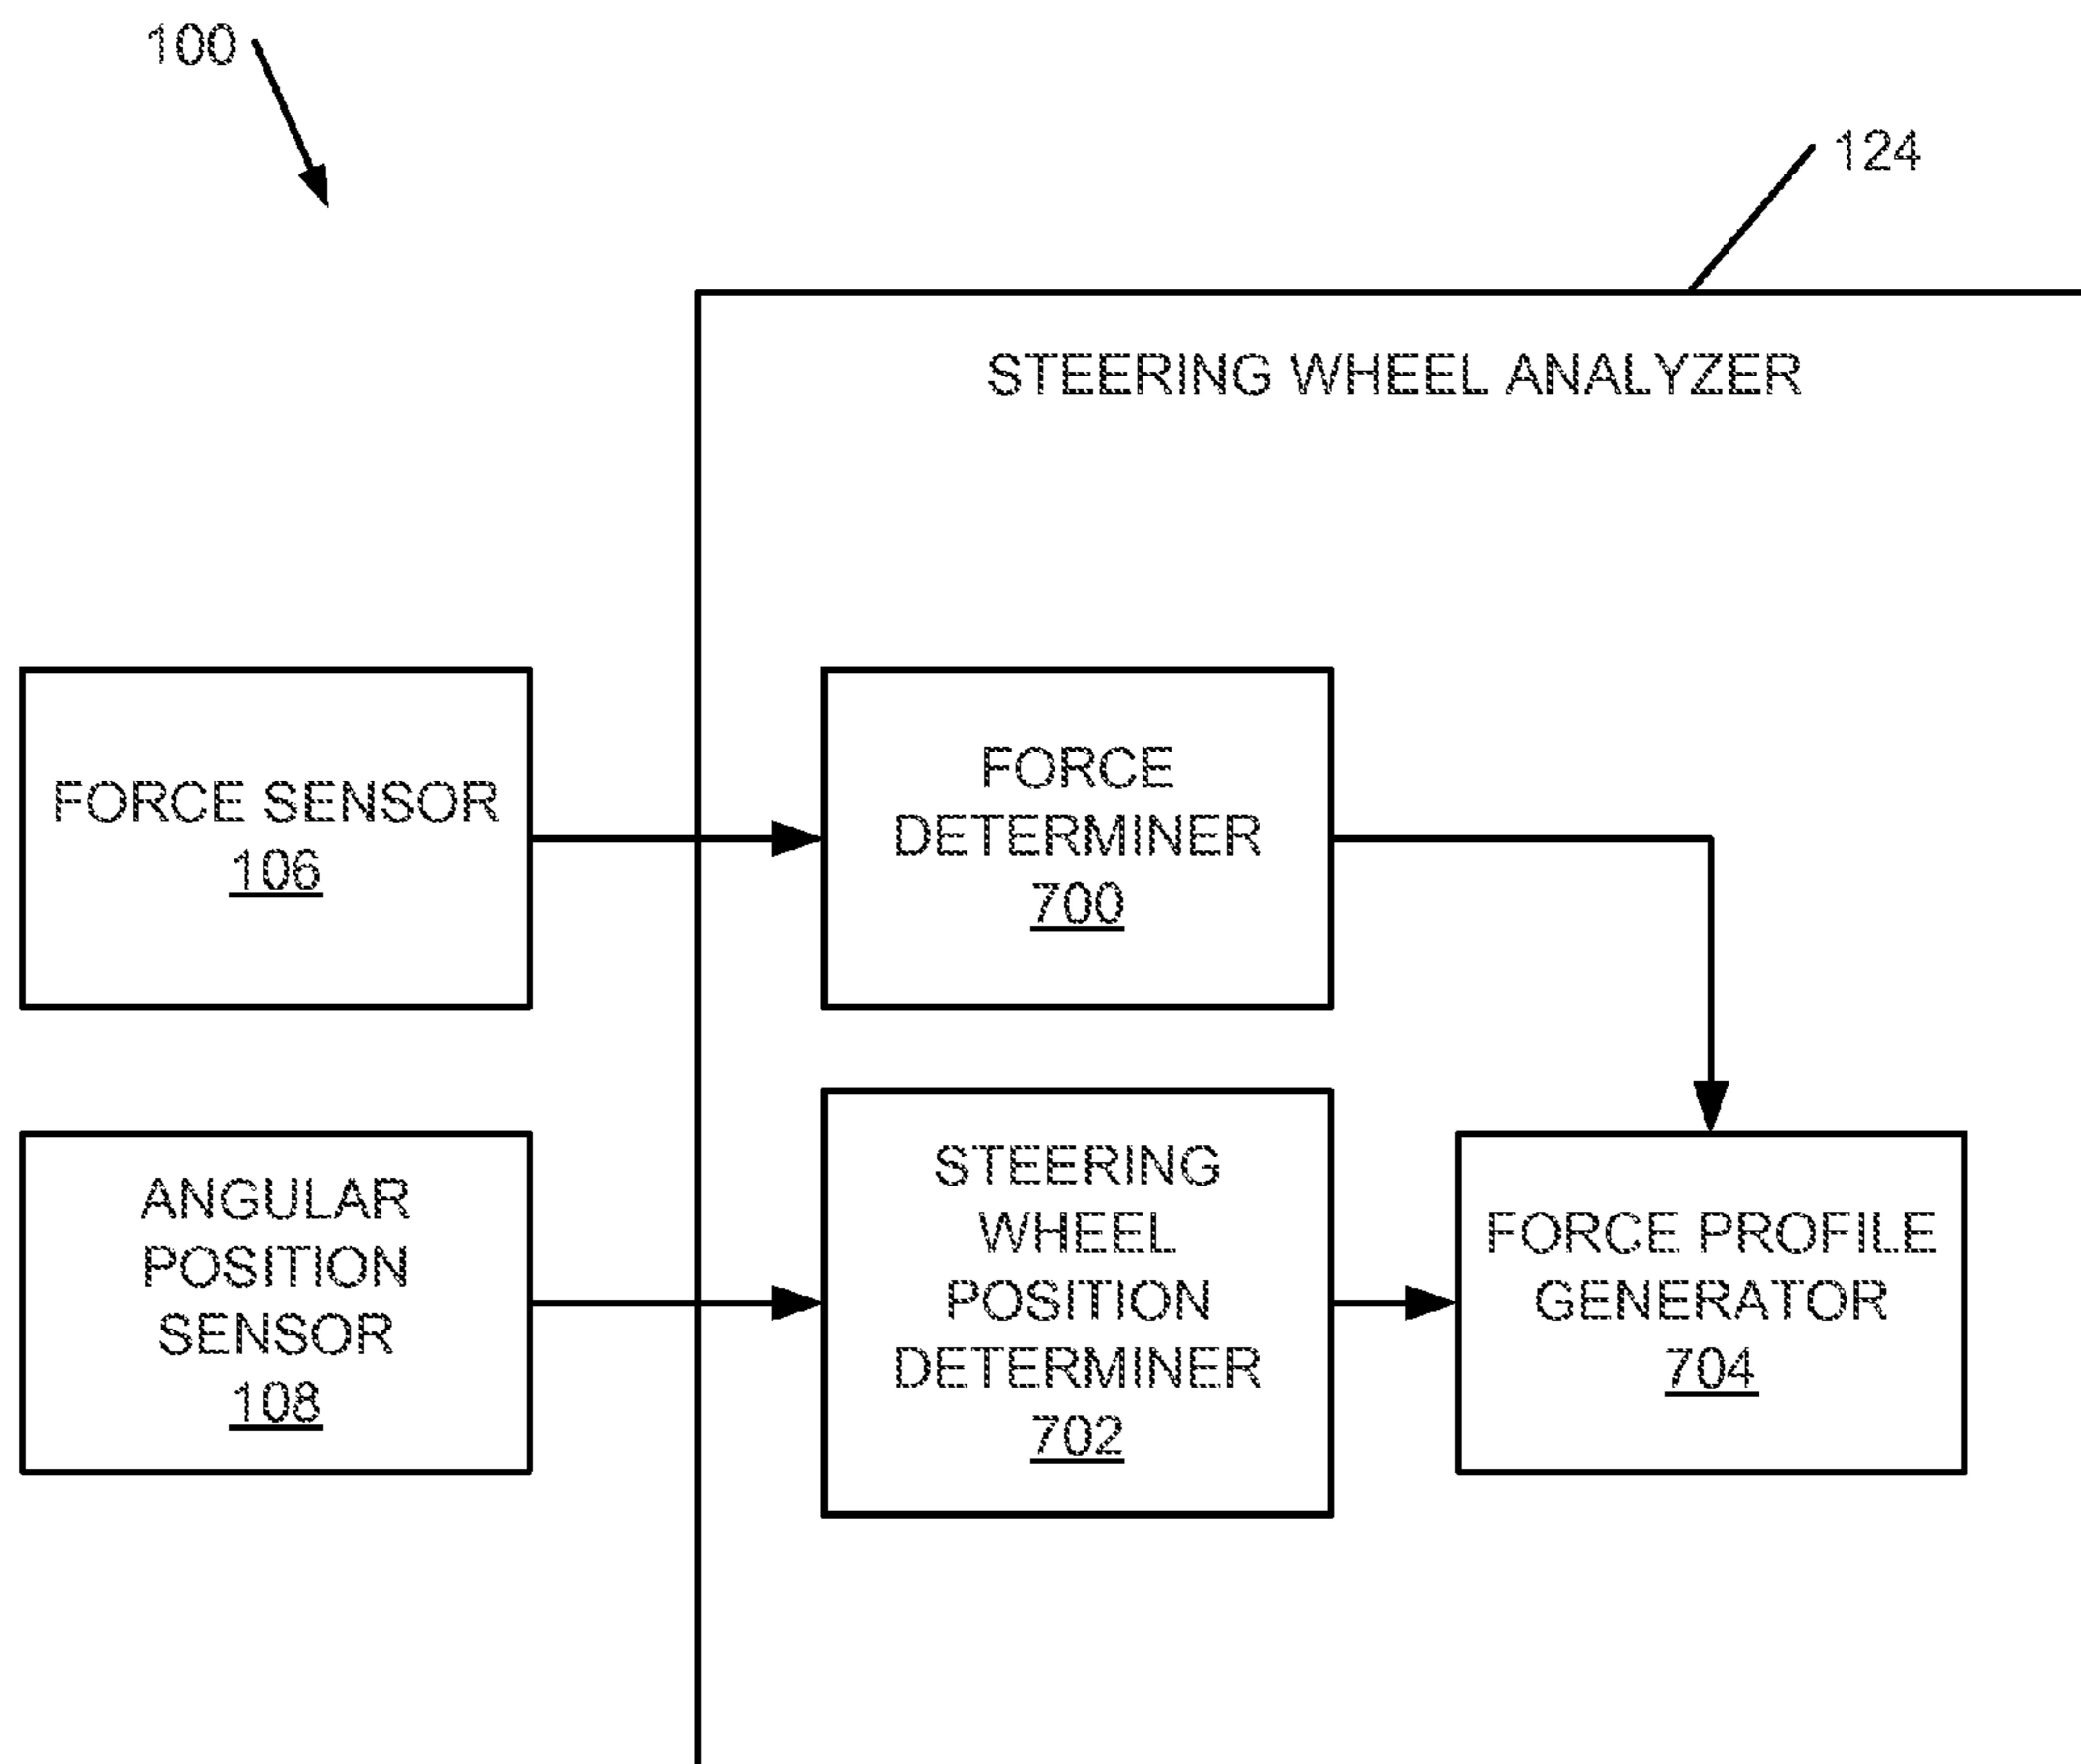 100
124
STEERING WHEEL ANALYZER
FORCE SENSOR
106
FORCE
DETERMINER
700
ANGULAR
POSITION
SENSOR
108
STEERING
WHEEL
POSITION
DETERMINER
702
FORCE PROFILE
GENERATOR
704